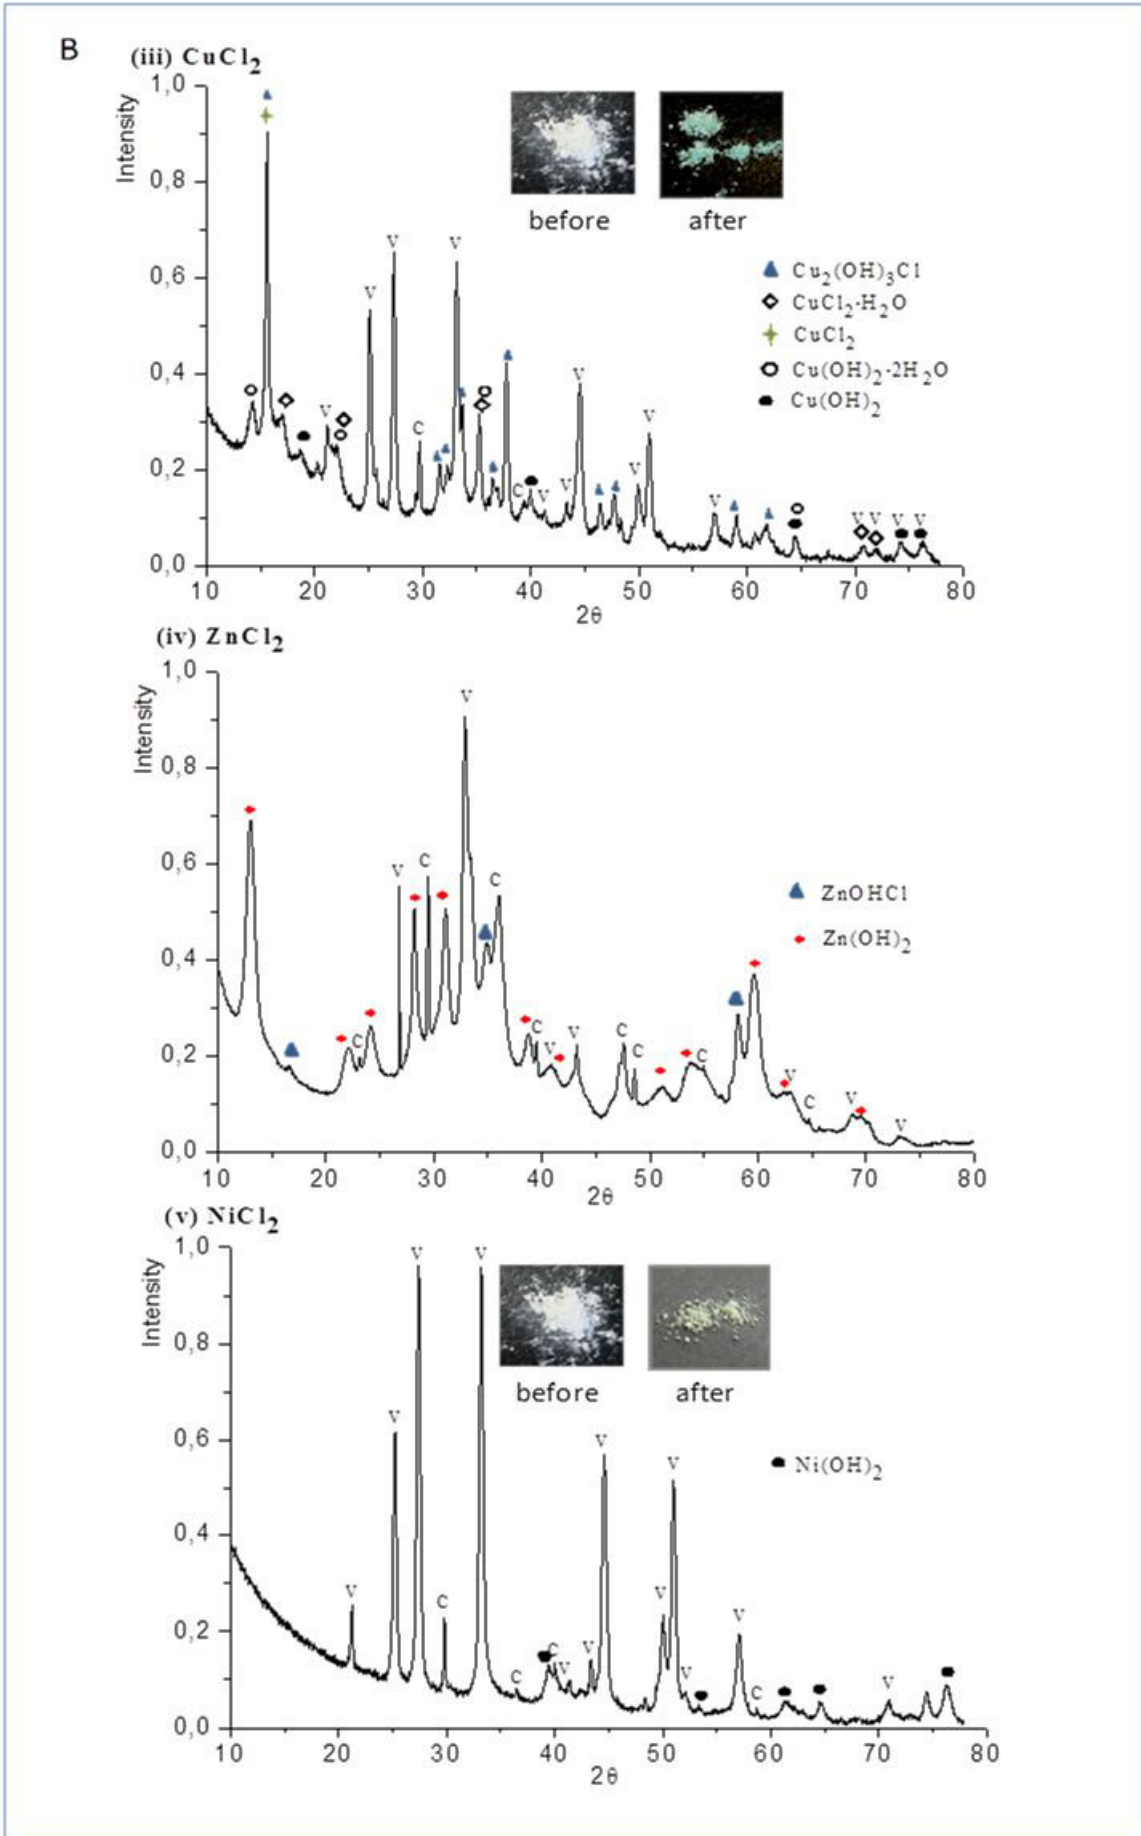 B
(iii) CuCl2
1,0
0,8
0,6
0,4
0,2
0,0
Intensity
before
after
Cu2(OH)3Cl
CuCl2·H2O
CuCl2
Cu(OH)2·2H2O
Cu(OH)2
V
V
V
V
C
C
V
V
V
V
V
V
V V V V
10 20 30 40 50 60 70 80
2θ
(iv) ZnCl2
1,0
0,8
0,6
0,4
0,2
0,0
Intensity
ZnOHCl
Zn(OH)2
C
V
C
V
C
C
V
V
C
C
C
V
C
V
V
10 20 30 40 50 60 70 80
2θ
(v) NiCl2
1,0
0,8
0,6
0,4
0,2
0,0
Intensity
before
after
Ni(OH)2
V
V
V
C
V
C
C
V
V
V
V
V
V
V
C
V
10 20 30 40 50 60 70 80
2θ